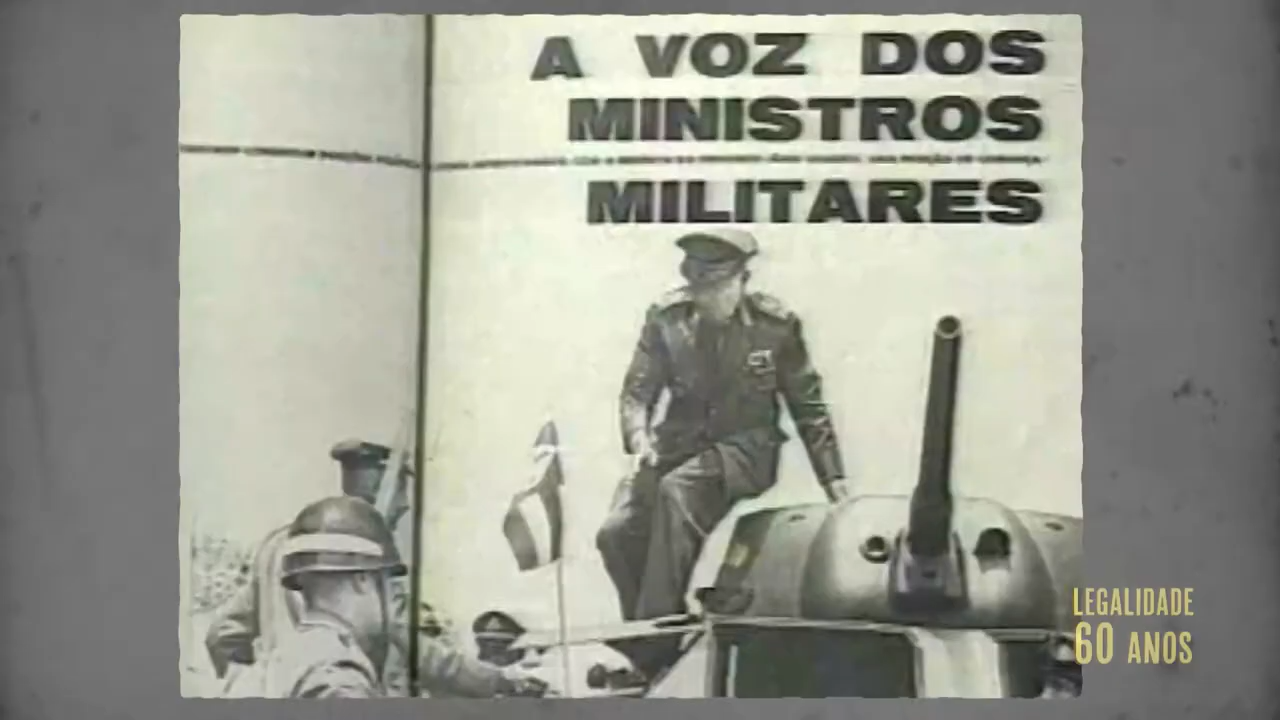 A VOZ DOS
MINISTROS
MILITARES
LEGALIDADE
60 ANOS